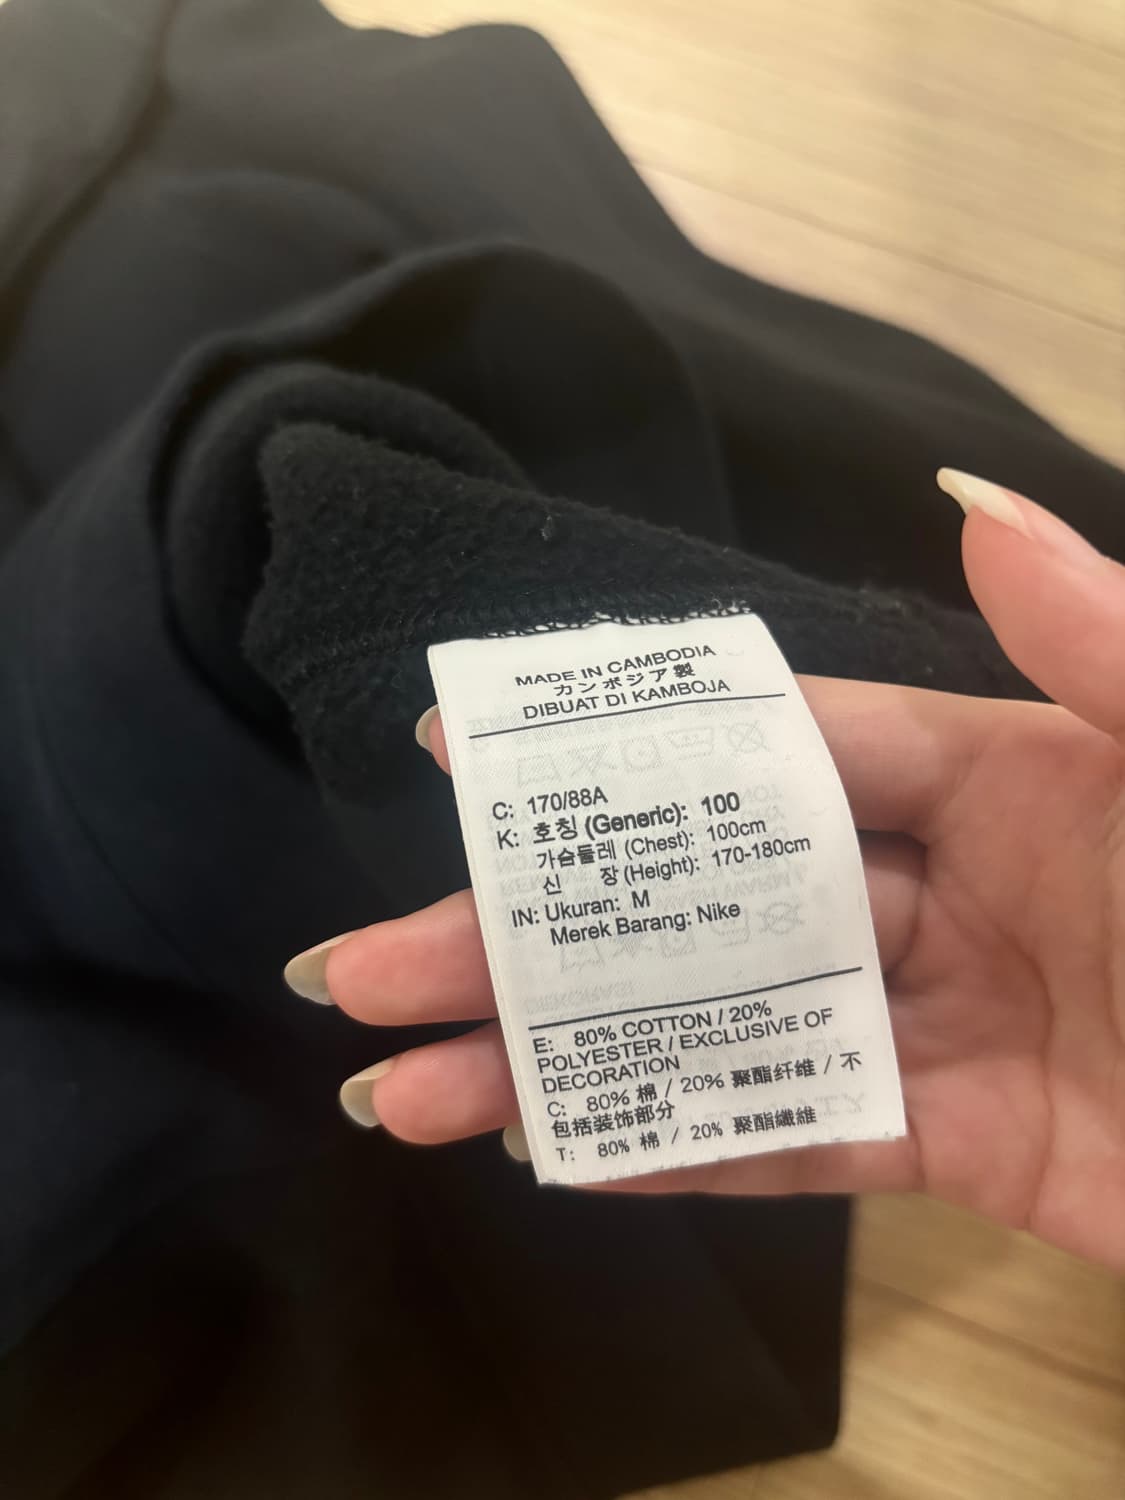 MADE IN CAMBODIA
カンボジア製
DIBUAT DI KAMBOJA
C: 170/88A
K: 호칭 (Generic): 100
가슴둘레 (Chest): 100cm
신 장 (Height): 170-180cm
IN: Ukuran: M
Merek Barang: Nike
E: 80% COTTON / 20%
POLYESTER / EXCLUSIVE OF
DECORATION
C: 80% 棉 / 20% 聚酯纤维 / 不
包括装饰部分
T: 80% 棉 / 20% 聚酯纖維